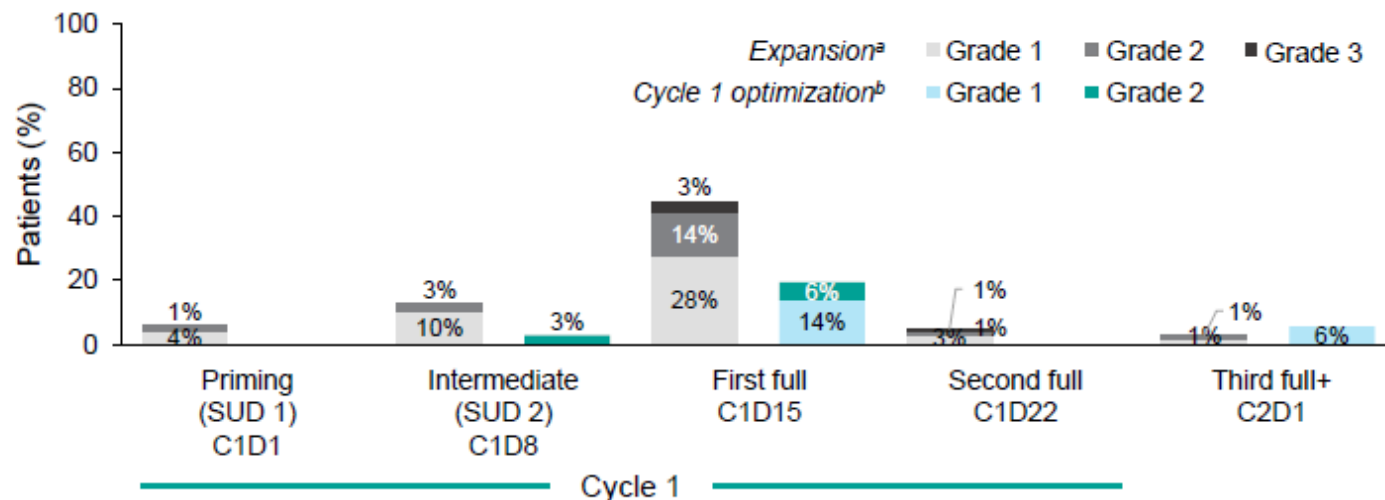 100
80
60
40
20
0
Patients (%)
Expansionᵃ Grade 1 Grade 2 Grade 3
Cycle 1 optimizationᵇ Grade 1 Grade 2
1%
4%
3%
10%
3%
3%
14%
28%
6%
14%
1%
1%
3%
1%
1%
6%
Priming
(SUD 1)
C1D1
Intermediate
(SUD 2)
C1D8
First full
C1D15
Second full
C1D22
Third full+
C2D1
Cycle 1